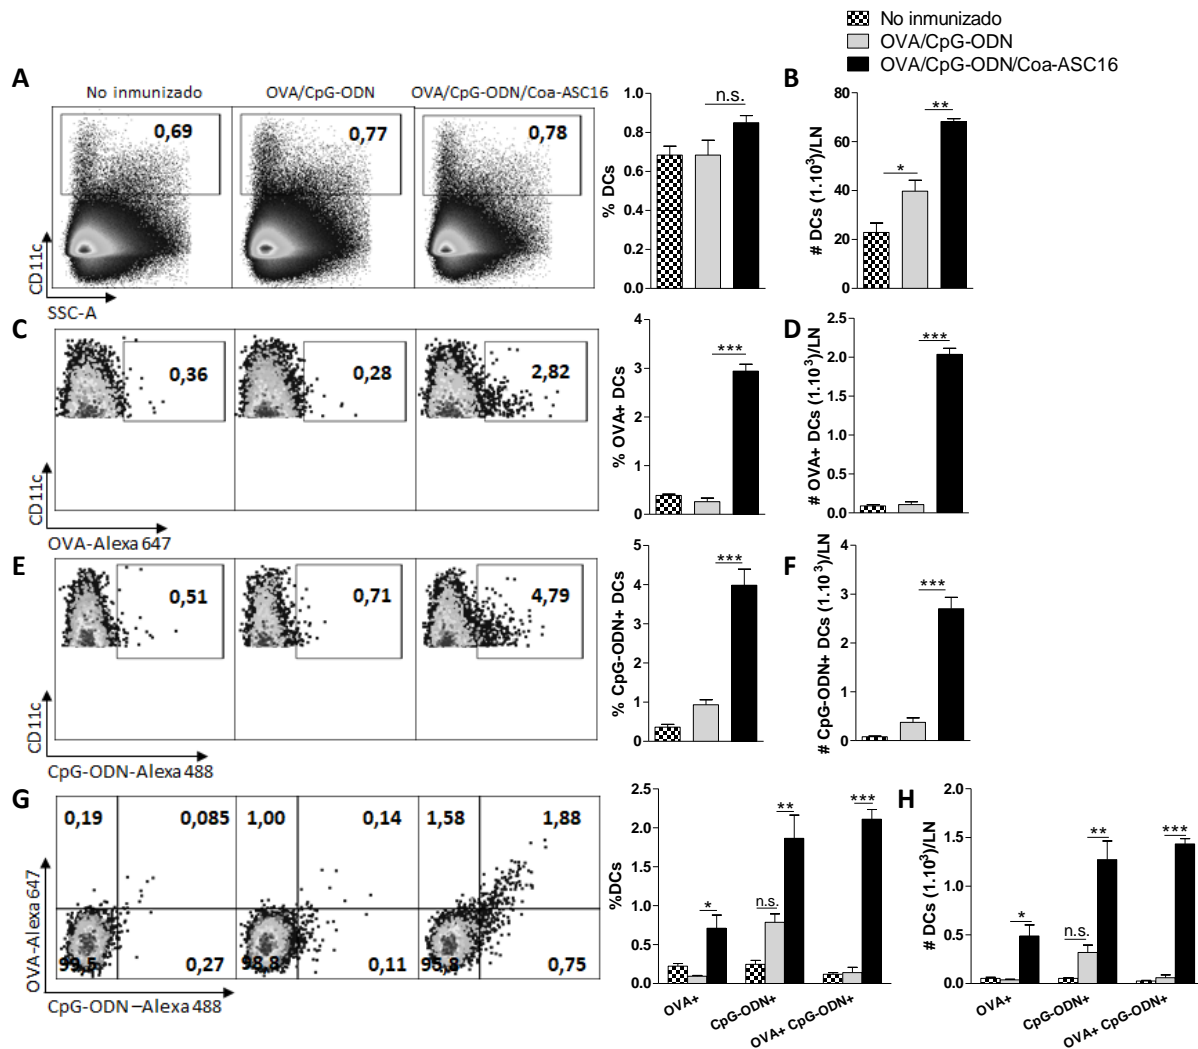 No inmunizado
OVA/CpG-ODN
OVA/CpG-ODN/Coa-ASC16
A
No inmunizado
OVA/CpG-ODN
OVA/CpG-ODN/Coa-ASC16
0,69
0,77
0,78
CD11c
SSC-A
% DCs
1.0
0.8
0.6
0.4
0.2
0.0
n.s.
B
# DCs (1.10³)/LN
80
60
40
20
0
*
**
C
0,36
0,28
2,82
CD11c
OVA-Alexa 647
% OVA+ DCs
4
3
2
1
0
***
D
# OVA+ DCs (1.10³)/LN
2.5
2.0
1.5
1.0
0.5
0.0
***
E
0,51
0,71
4,79
CD11c
CpG-ODN-Alexa 488
% CpG-ODN+ DCs
5
4
3
2
1
0
***
F
# CpG-ODN+ DCs (1.10³)/LN
4
3
2
1
0
***
G
0,19
0,085
1,00
0,14
1,58
1,88
99,5
0,27
98,8
0,11
95,8
0,75
OVA-Alexa 647
CpG-ODN–Alexa 488
%DCs
2.5
2.0
1.5
1.0
0.5
0.0
*
n.s.
**
***
OVA+
CpG-ODN+
OVA+ CpG-ODN+
H
# DCs (1.10³)/LN
2.0
1.5
1.0
0.5
0.0
*
n.s.
**
***
OVA+
CpG-ODN+
OVA+ CpG-ODN+